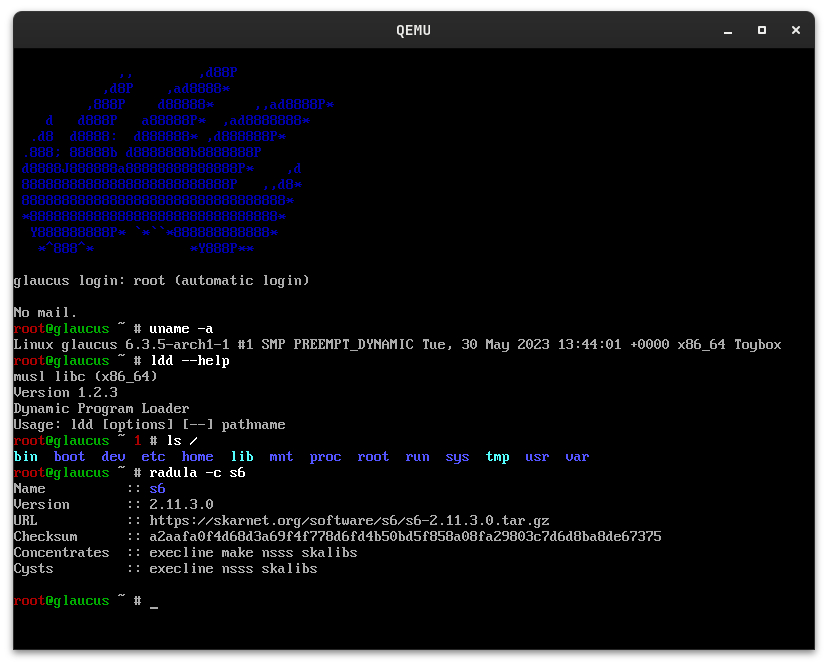 QEMU
glaucus login: root (automatic login)
No mail.
root@glaucus ~ # uname -a
Linux glaucus 6.3.5-arch1-1 #1 SMP PREEMPT_DYNAMIC Tue, 30 May 2023 13:44:01 +0000 x86_64 Toybox
root@glaucus ~ # ldd --help
musl libc (x86_64)
Version 1.2.3
Dynamic Program Loader
Usage: ldd [options] [--] pathname
root@glaucus ~ 1 # ls /
bin  boot  dev  etc  home  lib  mnt  proc  root  run  sys  tmp  usr  var
root@glaucus ~ # radula -c s6
Name          :: s6
Version       :: 2.11.3.0
URL           :: https://skarnet.org/software/s6/s6-2.11.3.0.tar.gz
Checksum      :: a2aafa0f4d68d3a69f4f778d6fd4b50bd5f858a08fa29803c7d6d8ba8de67375
Concentrates  :: execline make nsss skalibs
Cysts         :: execline nsss skalibs
root@glaucus ~ # _